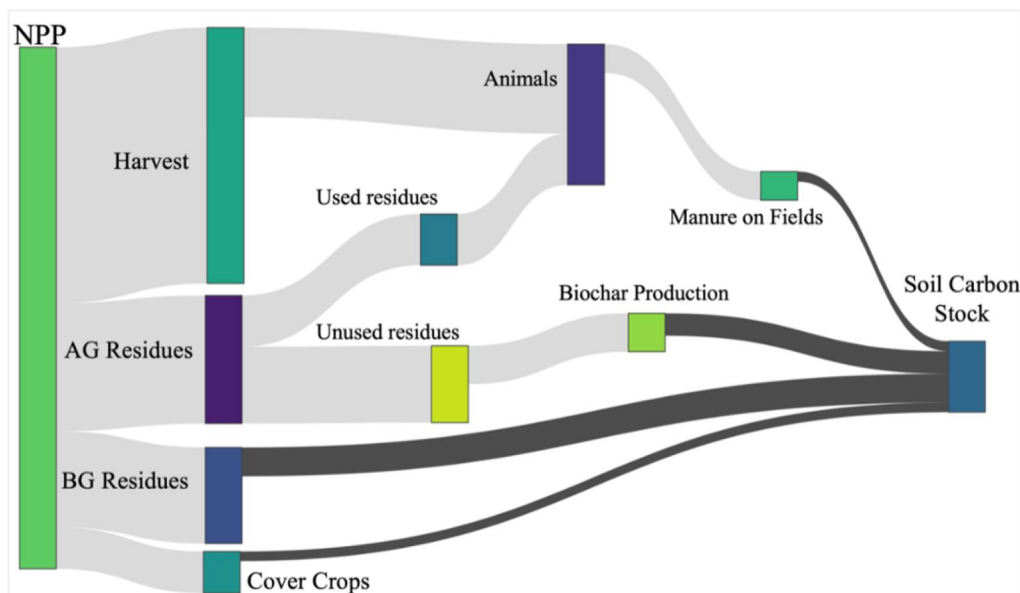 NPP
Animals
Harvest
Used residues
Manure on Fields
Soil Carbon
Stock
Biochar Production
Unused residues
AG Residues
BG Residues
Cover Crops